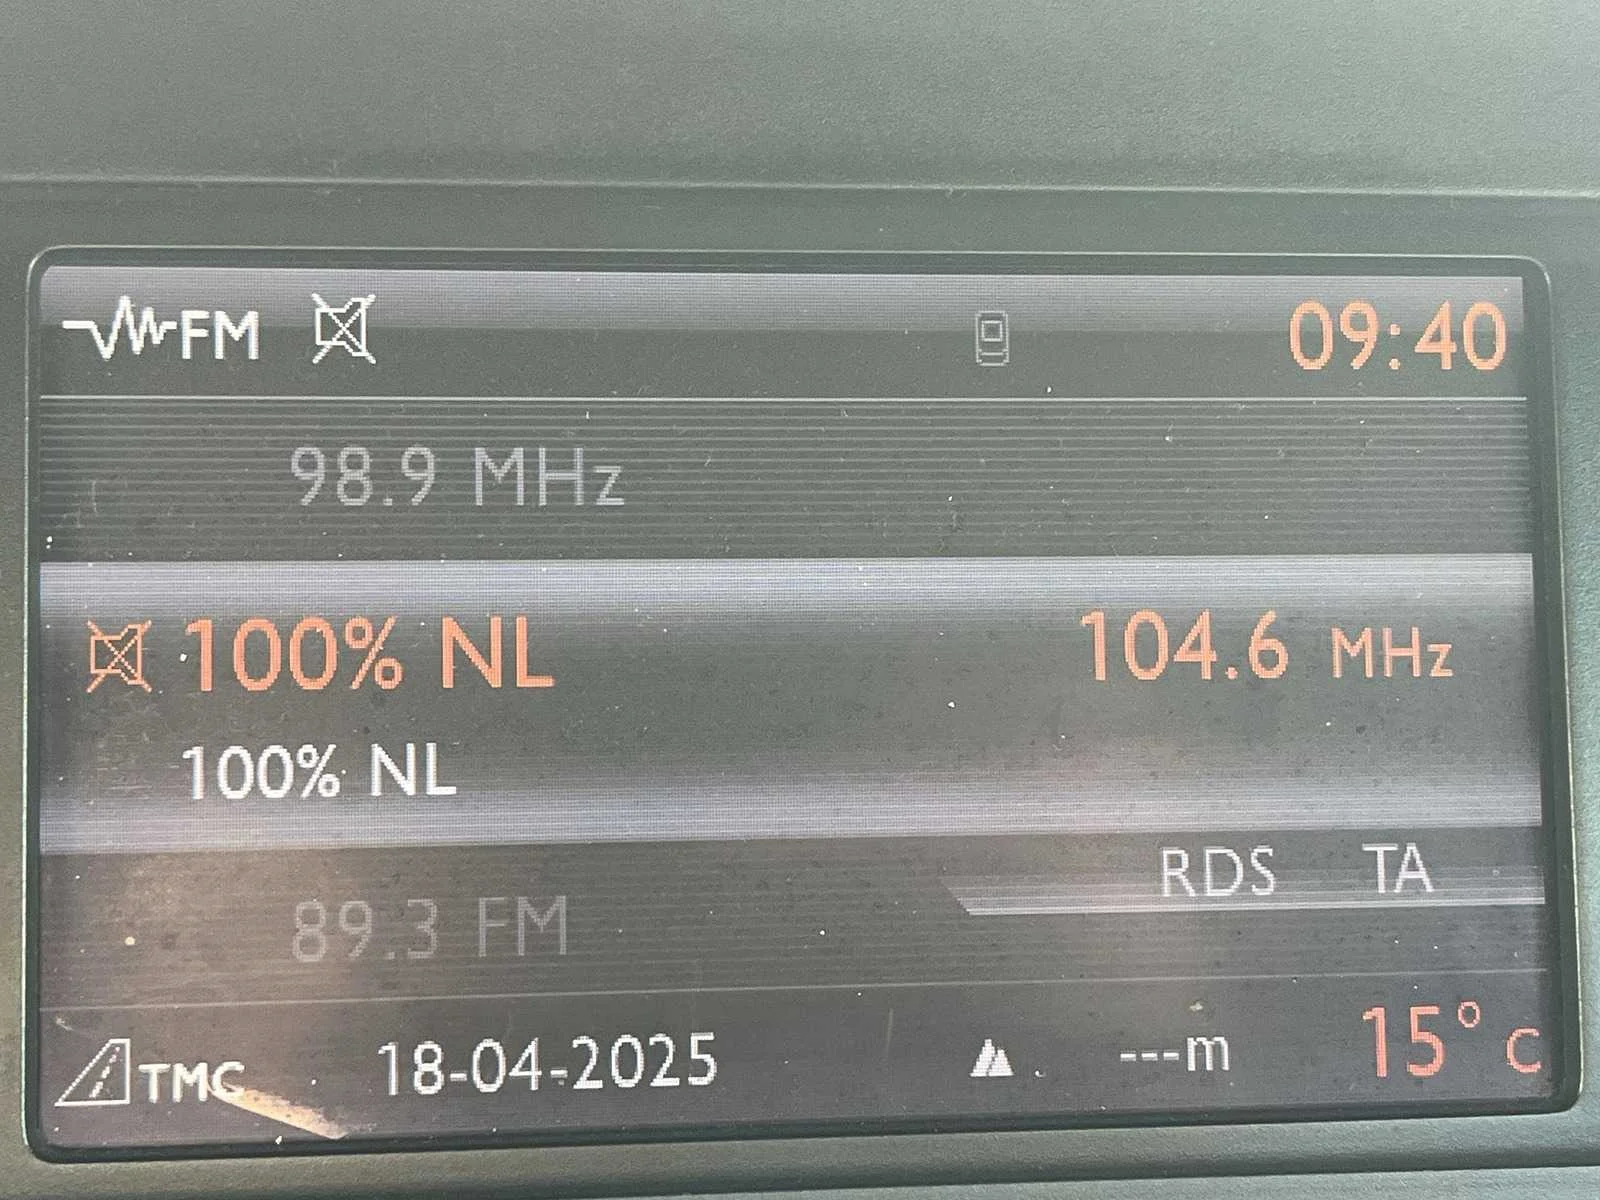 FM 09:40
98.9 MHz
100% NL 104.6 MHz
100% NL
RDS TA
89.3 FM
TMC 18-04-2025 ---m 15° C